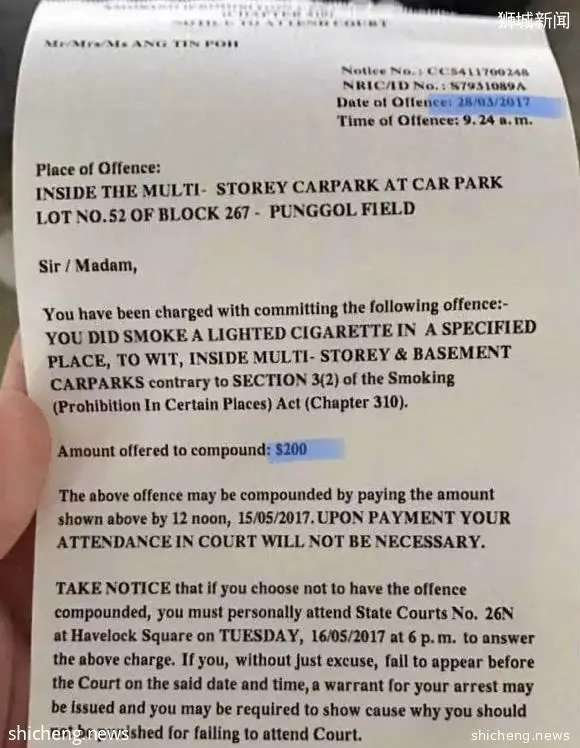 狮城新闻
(CHAPTER 310)
NOTICE TO ATTEND COURT
Mr/Mrs/Ms ANG TIN POH
Notice No.: CC5411700248
NRIC/ID No.: S7931089A
Date of Offence: 28/03/2017
Time of Offence: 9.24 a.m.
Place of Offence:
INSIDE THE MULTI- STOREY CARPARK AT CAR PARK
LOT NO.52 OF BLOCK 267 - PUNGGOL FIELD
Sir / Madam,
You have been charged with committing the following offence:-
YOU DID SMOKE A LIGHTED CIGARETTE IN A SPECIFIED
PLACE, TO WIT, INSIDE MULTI- STOREY & BASEMENT
CARPARKS contrary to SECTION 3(2) of the Smoking
(Prohibition In Certain Places) Act (Chapter 310).
Amount offered to compound: $200
The above offence may be compounded by paying the amount
shown above by 12 noon, 15/05/2017. UPON PAYMENT YOUR
ATTENDANCE IN COURT WILL NOT BE NECESSARY.
TAKE NOTICE that if you choose not to have the offence
compounded, you must personally attend State Courts No. 26N
at Havelock Square on TUESDAY, 16/05/2017 at 6 p.m. to answer
the above charge. If you, without just excuse, fail to appear before
the Court on the said date and time, a warrant for your arrest may
be issued and you may be required to show cause why you should
not be punished for failing to attend Court.
shicheng.news
shicheng.news